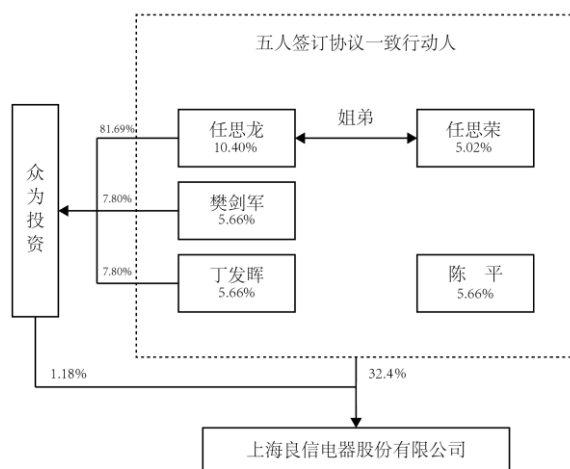 五人签订协议一致行动人
81.69%
任思龙
10.40%
姐弟
任思荣
5.02%
众为投资
7.80%
樊剑军
5.66%
7.80%
丁发晖
5.66%
陈 平
5.66%
1.18%
32.4%
上海良信电器股份有限公司